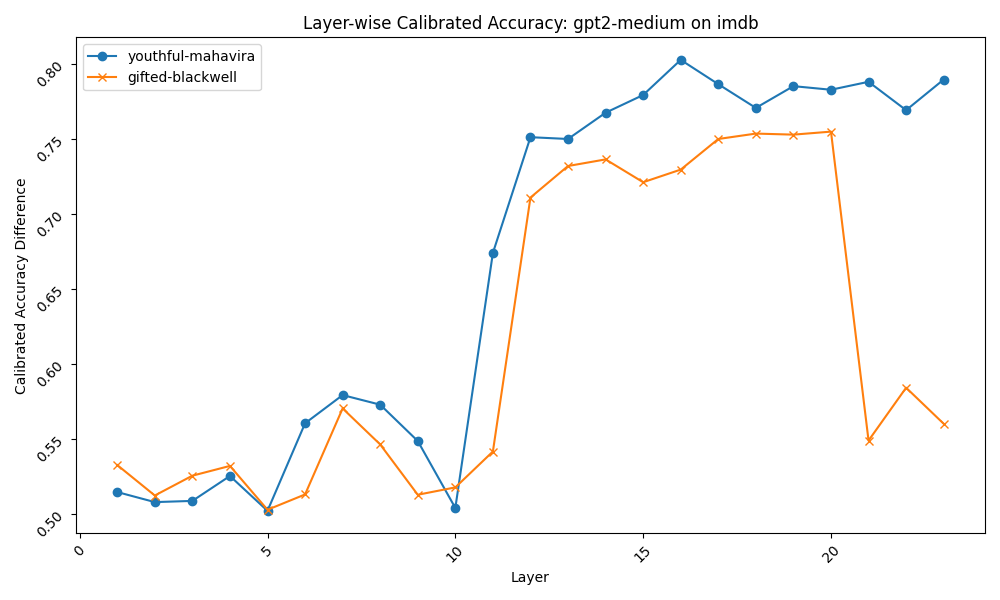 Layer-wise Calibrated Accuracy: gpt2-medium on imdb
youthful-mahavira
gifted-blackwell
Calibrated Accuracy Difference
0.80
0.75
0.70
0.65
0.60
0.55
0.50
0
5
10
15
20
Layer